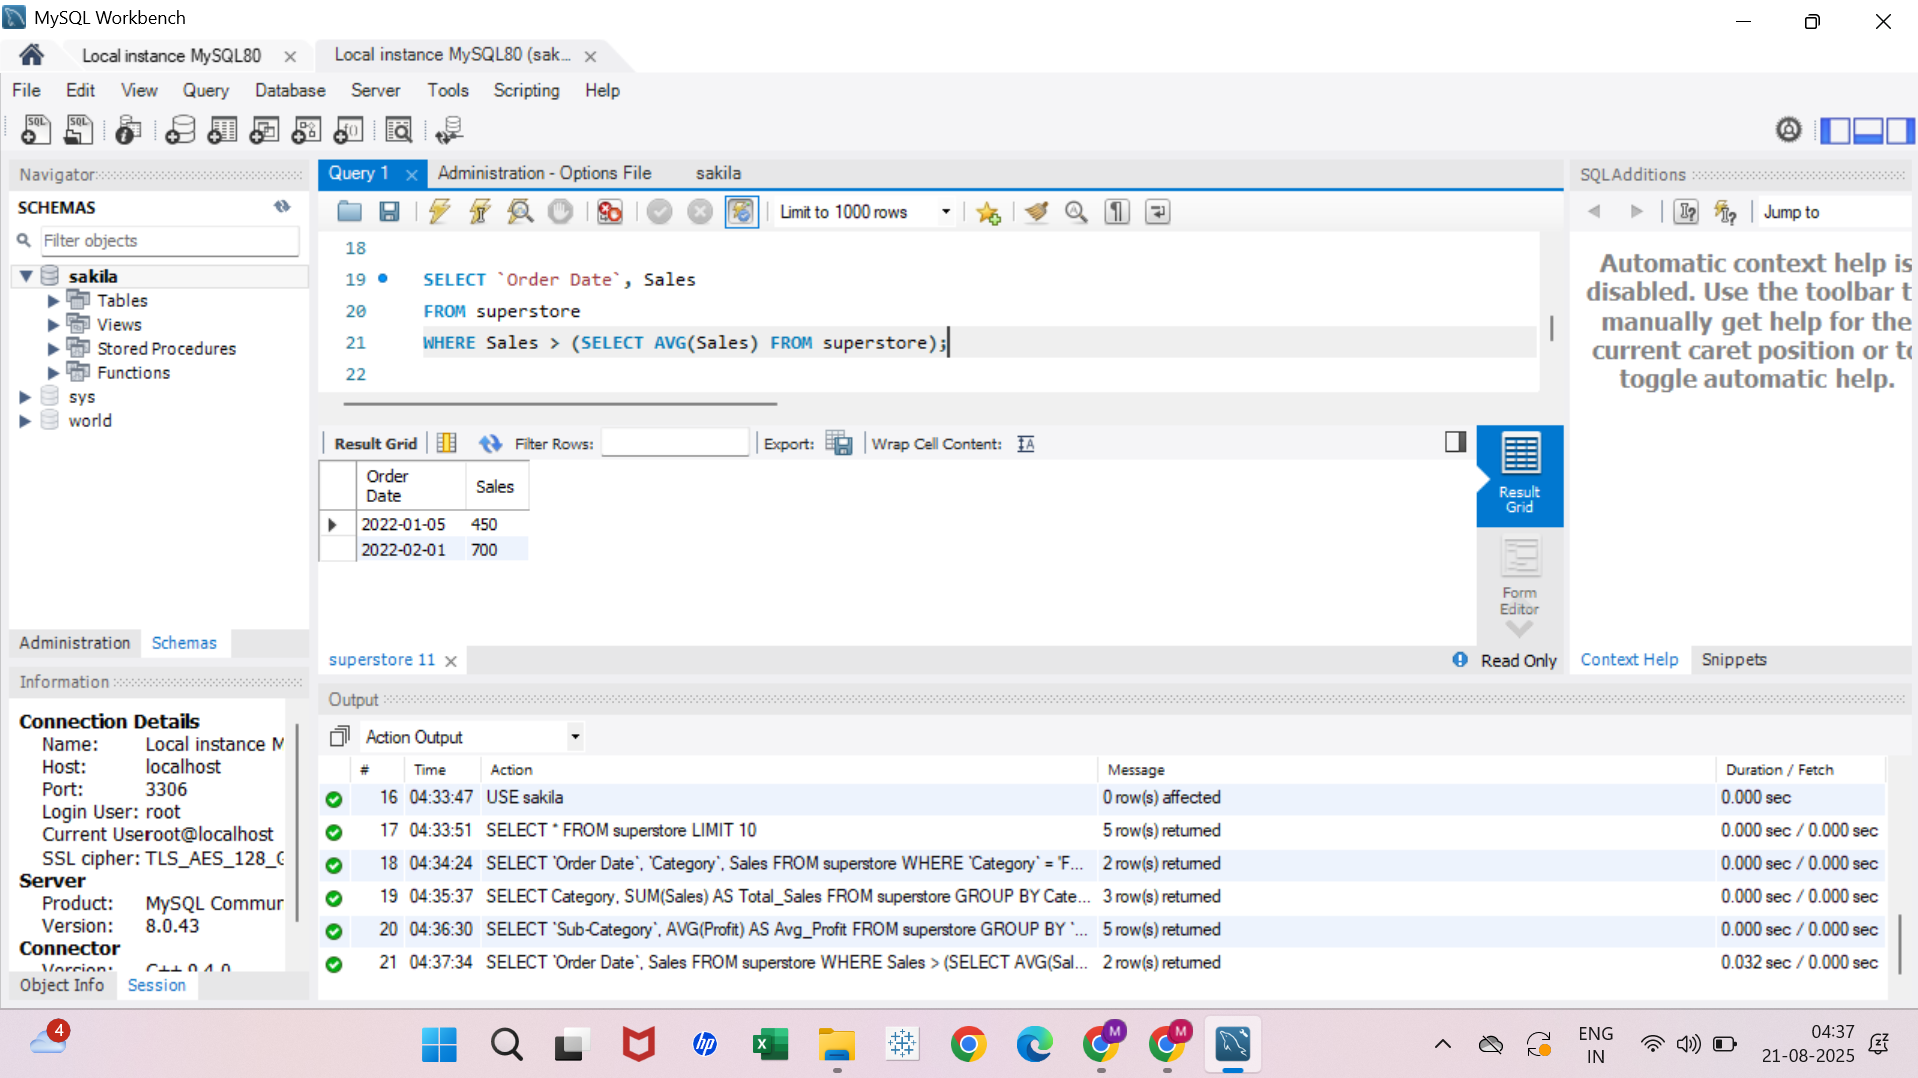 MySQL Workbench
Local instance MySQL80
Local instance MySQL80 (sak...
File Edit View Query Database Server Tools Scripting Help
Navigator
SCHEMAS
Filter objects
sakila
Tables
Views
Stored Procedures
Functions
sys
world
Administration Schemas
Information
Connection Details
Name: Local instance M
Host: localhost
Port: 3306
Login User: root
Current User root@localhost
SSL cipher: TLS_AES_128_G
Server
Product: MySQL Commun
Version: 8.0.43
Connector
Version: C++ 9.4.0
Object Info Session
Query 1 Administration - Options File sakila
Limit to 1000 rows
18
19 SELECT `Order Date`, Sales
20 FROM superstore
21 WHERE Sales > (SELECT AVG(Sales) FROM superstore);
22
Result Grid Filter Rows: Export: Wrap Cell Content: IA
Order Date Sales
2022-01-05 450
2022-02-01 700
Result Grid
Form Editor
superstore 11
Read Only
SQLAdditions
Jump to
Automatic context help is
disabled. Use the toolbar t
manually get help for the
current caret position or to
toggle automatic help.
Context Help Snippets
Output
Action Output
# Time Action Message Duration / Fetch
16 04:33:47 USE sakila 0 row(s) affected 0.000 sec
17 04:33:51 SELECT * FROM superstore LIMIT 10 5 row(s) returned 0.000 sec / 0.000 sec
18 04:34:24 SELECT `Order Date`, `Category`, Sales FROM superstore WHERE `Category` = 'F... 2 row(s) returned 0.000 sec / 0.000 sec
19 04:35:37 SELECT Category, SUM(Sales) AS Total_Sales FROM superstore GROUP BY Cate... 3 row(s) returned 0.000 sec / 0.000 sec
20 04:36:30 SELECT `Sub-Category`, AVG(Profit) AS Avg_Profit FROM superstore GROUP BY `... 5 row(s) returned 0.000 sec / 0.000 sec
21 04:37:34 SELECT `Order Date`, Sales FROM superstore WHERE Sales > (SELECT AVG(Sal... 2 row(s) returned 0.032 sec / 0.000 sec
4
hp
M
M
ENG
IN
04:37
21-08-2025